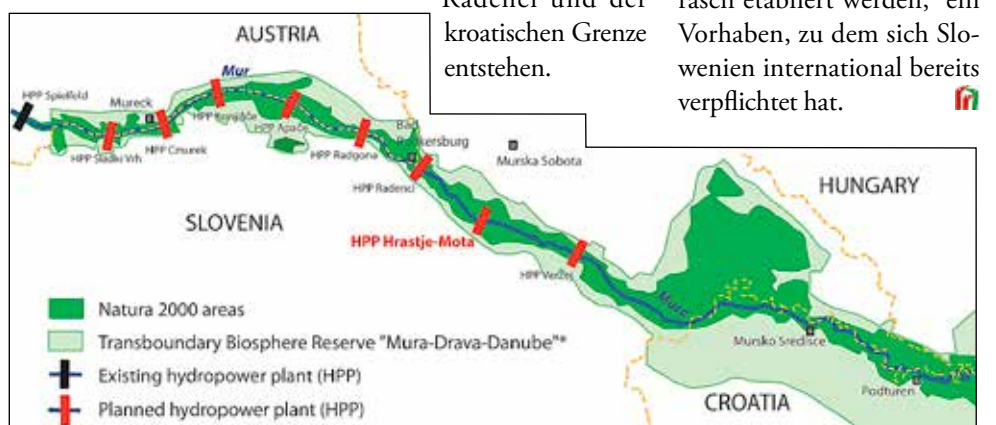 Radener und der
kroatischen Grenze
entstehen.
rasch etabliert werden, ein
Vorhaben, zu dem sich Slo-
wenien international bereits
verpflichtet hat.
AUSTRIA
Mur
HPP Spielfeld
Mureck
HPP Sladki Vrh
HPP Cmurek
HPP Konjišče
HPP Apače
HPP Radgona
Bad
Radkersburg
HPP Radenci
Murska Sobota
HUNGARY
SLOVENIA
HPP Hrastje-Mota
HPP Veržej
Mura
Mursko Sredisce
Podturen
CROATIA
Natura 2000 areas
Transboundary Biosphere Reserve "Mura-Drava-Danube"*
Existing hydropower plant (HPP)
Planned hydropower plant (HPP)